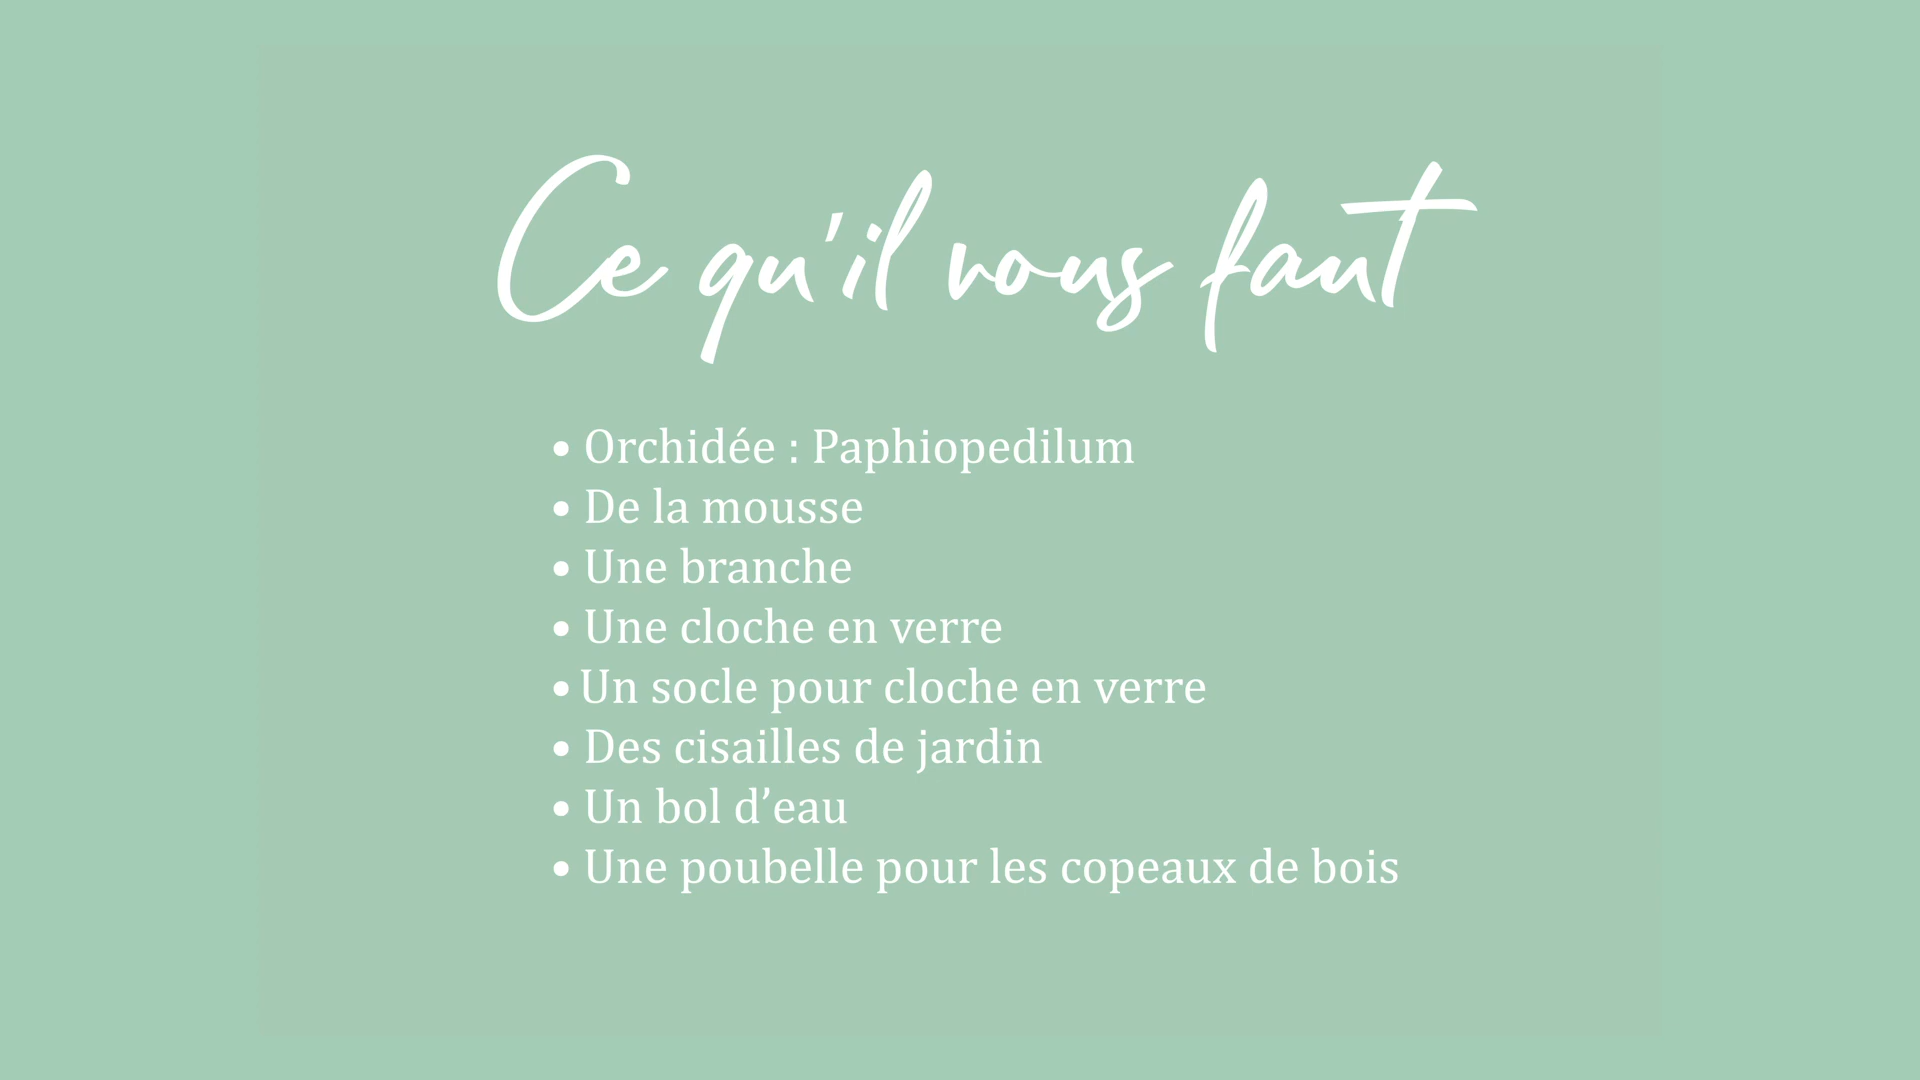 Ce qu'il nous faut
• Orchidée : Paphiopedilum
• De la mousse
• Une branche
• Une cloche en verre
• Un socle pour cloche en verre
• Des cisailles de jardin
• Un bol d’eau
• Une poubelle pour les copeaux de bois